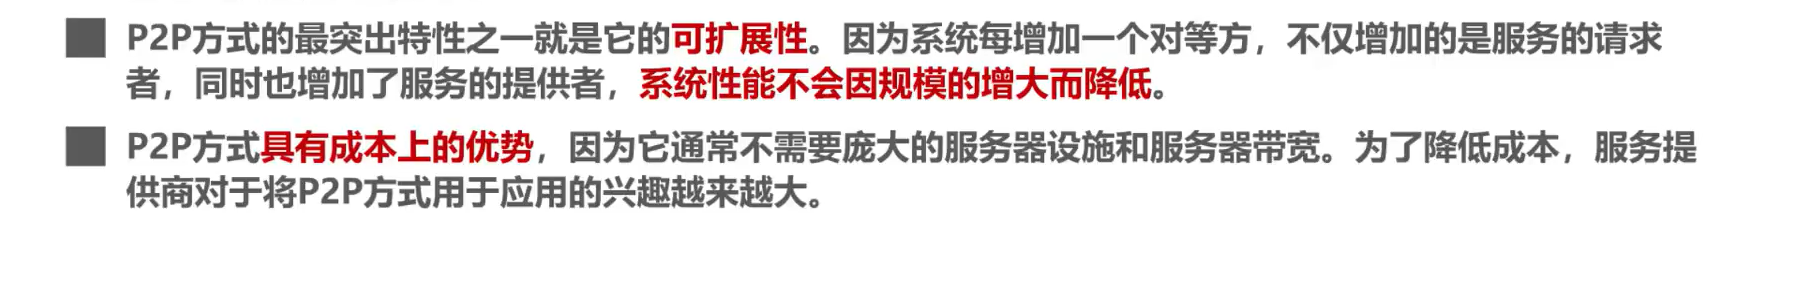 P2P方式的最突出特性之一就是它的可扩展性。因为系统每增加一个对等方，不仅增加的是服务的请求
者，同时也增加了服务的提供者，系统性能不会因规模的增大而降低。
P2P方式具有成本上的优势，因为它通常不需要庞大的服务器设施和服务器带宽。为了降低成本，服务提
供商对于将P2P方式用于应用的兴趣越来越大。